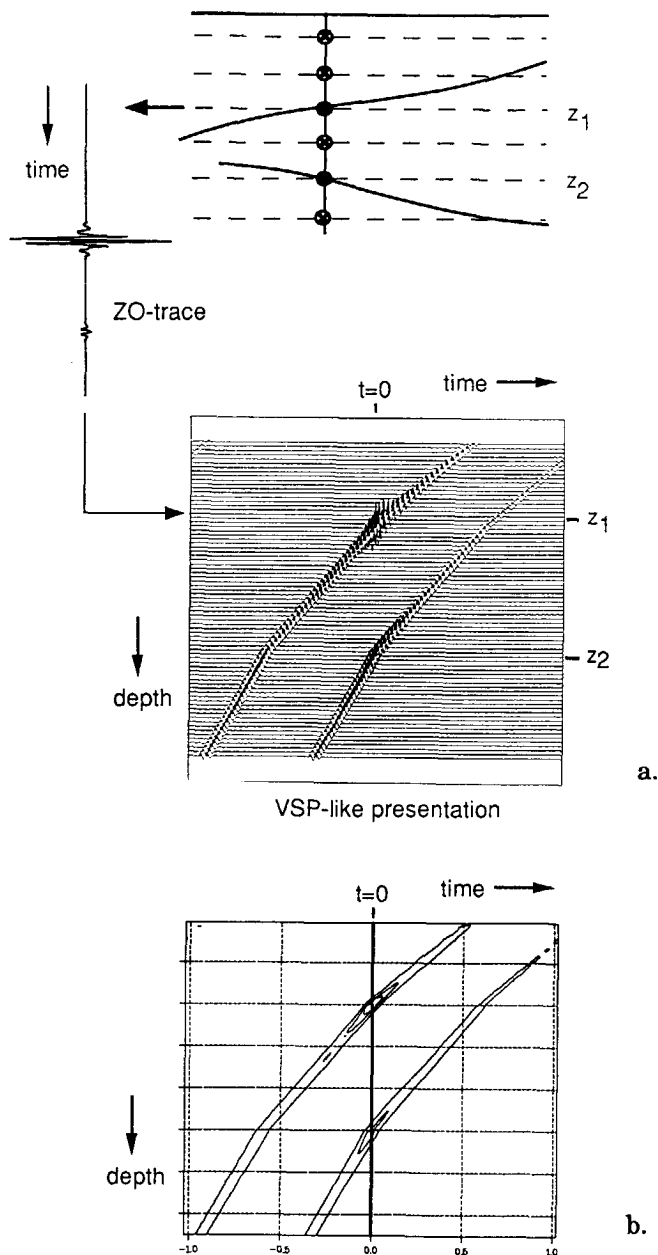 z1
z2
time
ZO-trace
t=0
time
z1
z2
depth
a.
VSP-like presentation
t=0
time
depth
-1.0
-0.5
0.0
0.5
1.0
b.